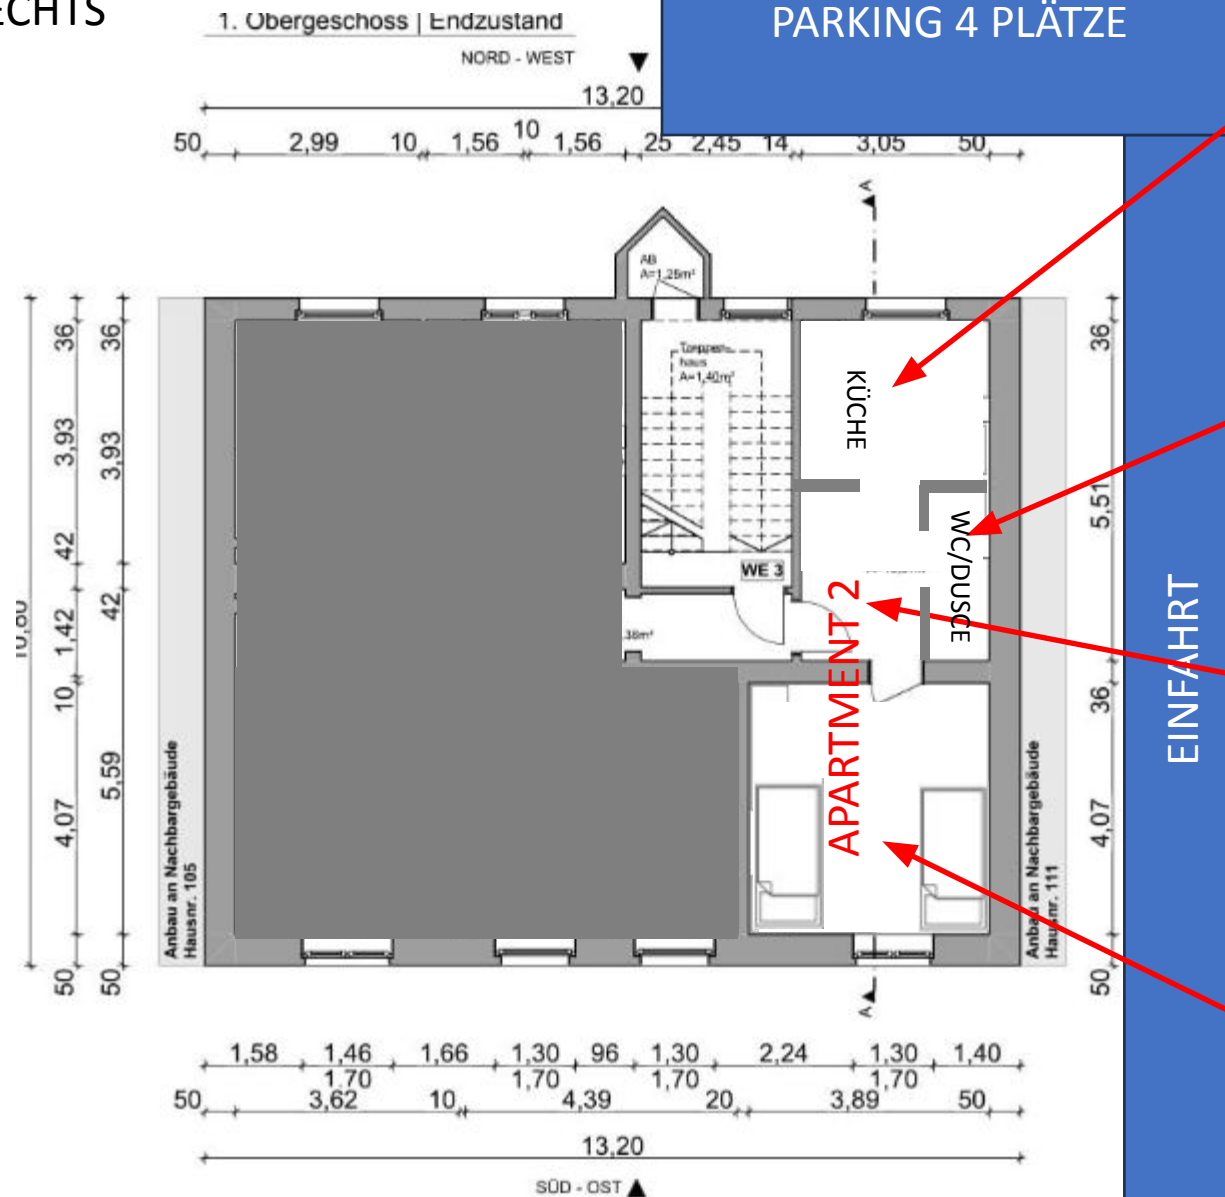 ECHTS
1. Obergeschoss | Endzustand
PARKING 4 PLÄTZE
NORD - WEST
13,20
50 2,99 10 1,56 10 1,56 25 2,45 14 3,05 50
A
AB
A=1,25m²
Treppen-
haus
A=1,40m²
KÜCHE
WC/DUSCE
WE 3
APARTMENT 2
EINFAHRT
36 3,93 42 1,42 10 4,07 50
36 3,93 42 5,59 50
36 5,51 36 4,07 50
10,80
Anbau an Nachbargebäude
Hausnr. 105
Anbau an Nachbargebäude
Hausnr. 111
A
1,58 1,46 1,66 1,30 96 1,30 2,24 1,30 1,40
1,70 1,70 1,70 1,70
50 3,62 10 4,39 20 3,89 50
13,20
SÜD - OST